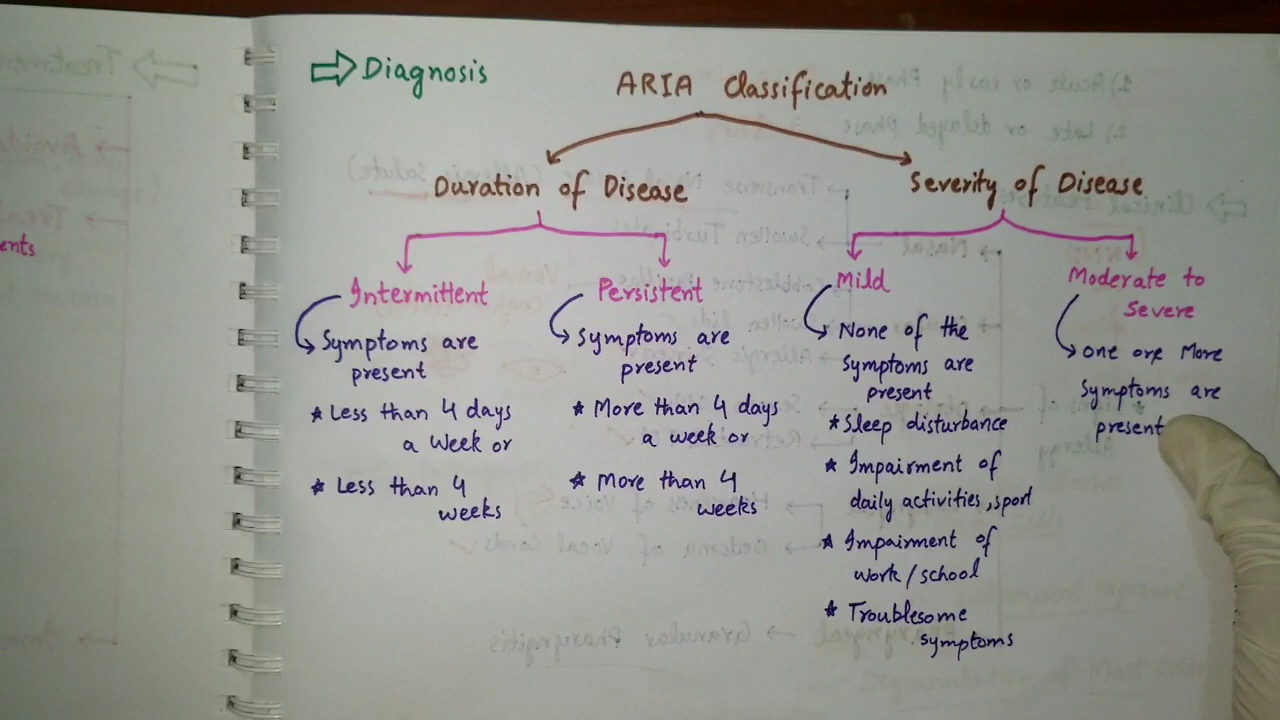 ⇒ Diagnosis
ARIA Classification
Duration of Disease
Severity of Disease
Intermittent
Symptoms are
present
* Less than 4 days
a week or
* Less than 4
weeks
Persistent
Symptoms are
present
* More than 4 days
a week or
* More than 4
weeks
Mild
None of the
symptoms are
present
* Sleep disturbance
* Impairment of
daily activities, sport
* Impairment of
work/school
* Troublesome
symptoms
Moderate to
Severe
one ore More
symptoms are
present
ents